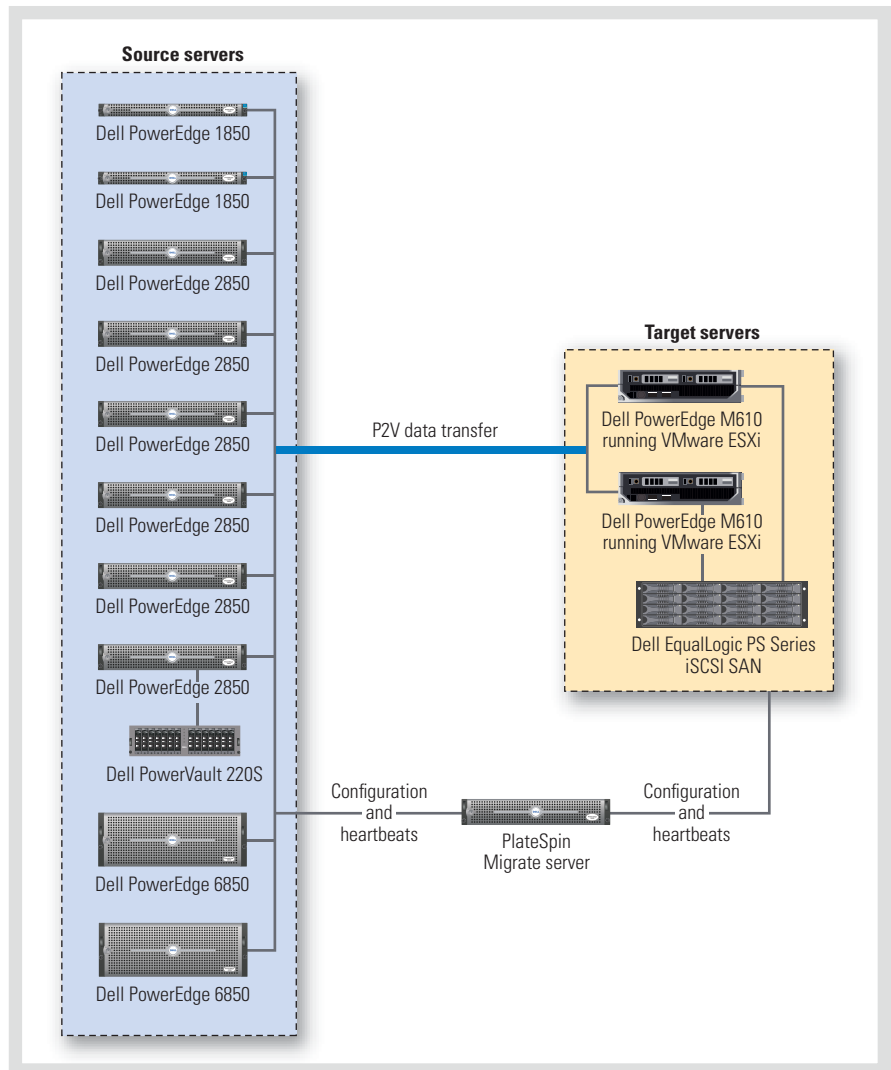 Source servers
Dell PowerEdge 1850
Dell PowerEdge 1850
Dell PowerEdge 2850
Dell PowerEdge 2850
Dell PowerEdge 2850
Dell PowerEdge 2850
Dell PowerEdge 2850
Dell PowerEdge 2850
Dell PowerVault 220S
Dell PowerEdge 6850
Dell PowerEdge 6850
P2V data transfer
Target servers
Dell PowerEdge M610
running VMware ESXi
Dell PowerEdge M610
running VMware ESXi
Dell EqualLogic PS Series
iSCSI SAN
Configuration
and
heartbeats
PlateSpin
Migrate server
Configuration
and
heartbeats